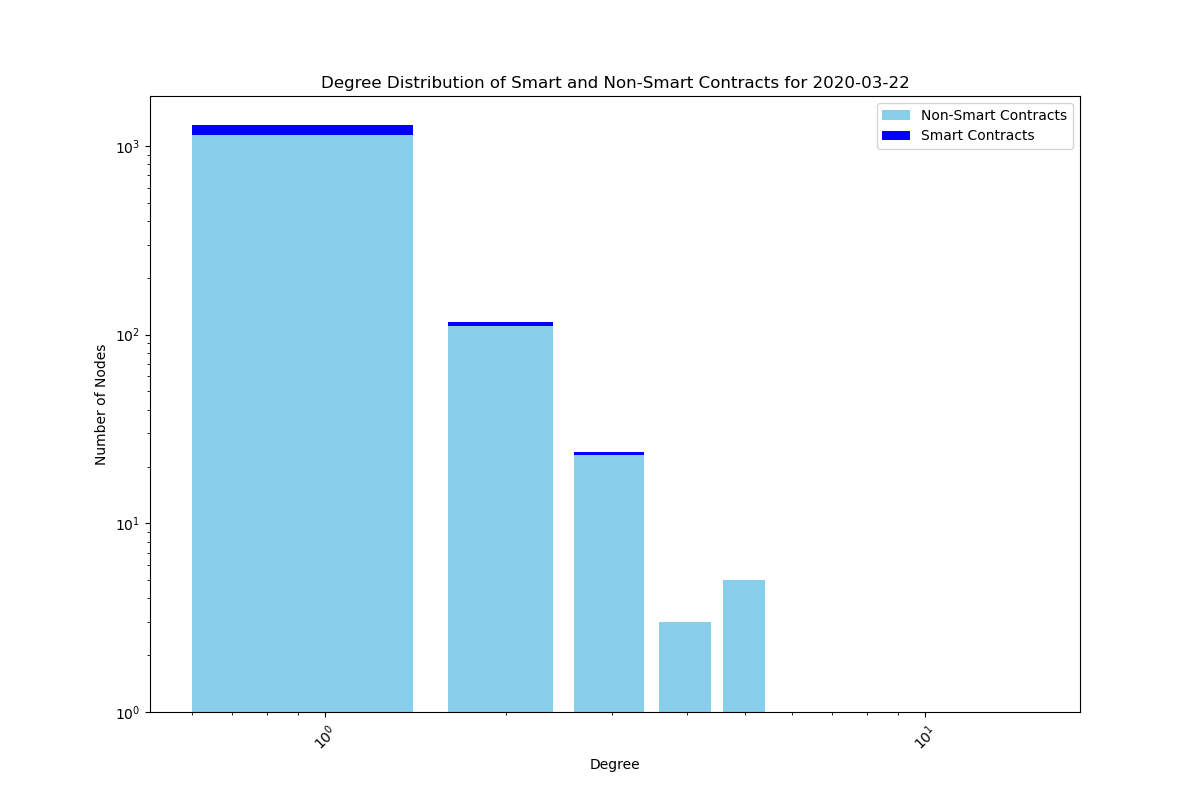 Degree Distribution of Smart and Non-Smart Contracts for 2020-03-22
Non-Smart Contracts
Smart Contracts
Number of Nodes
10³
10²
10¹
10⁰
10⁰
10¹
Degree